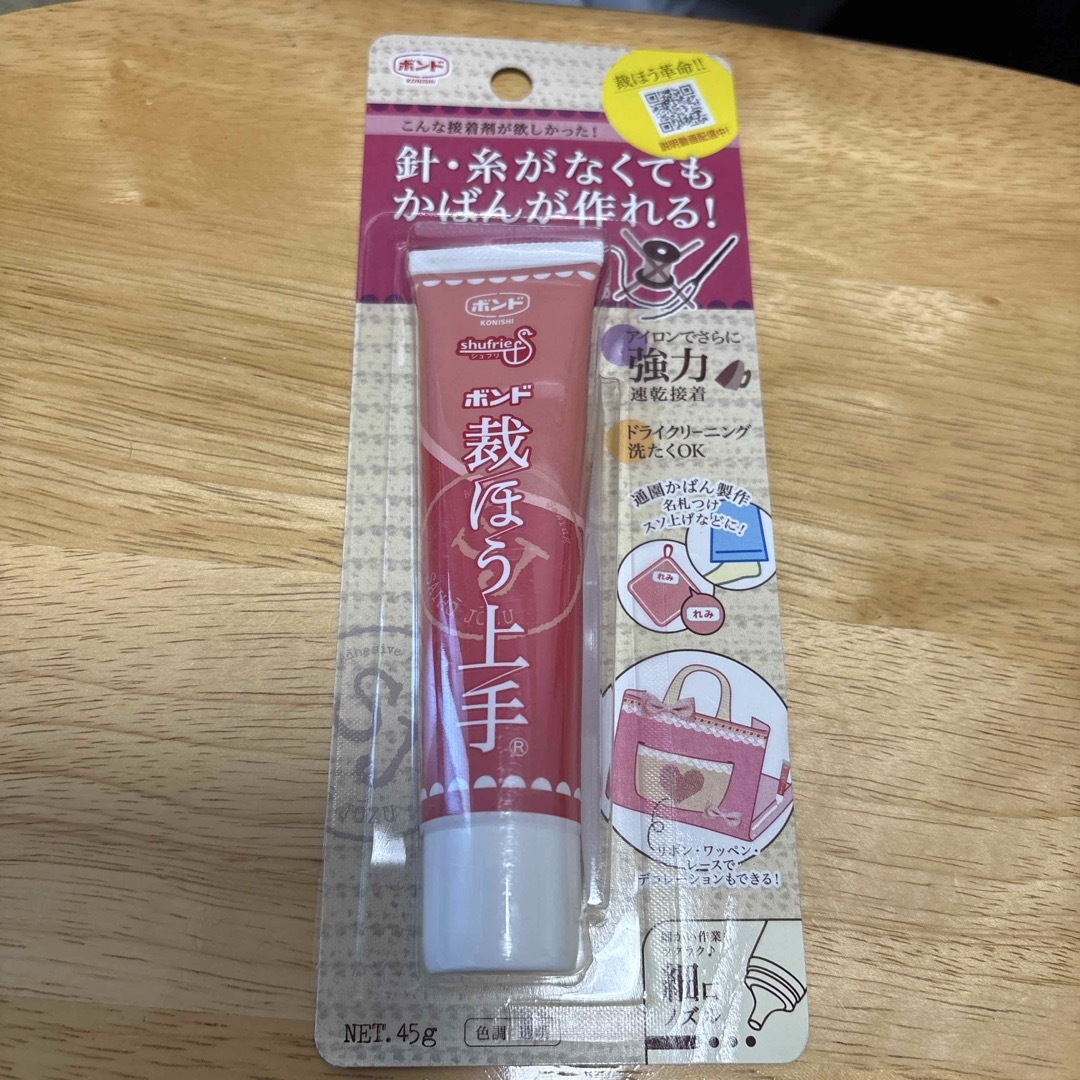 ボンド
KONISHI
裁ほう革命!!
説明動画配信中!
こんな接着剤が欲しかった!
針・糸がなくても
かばんが作れる!
ボンド
KONISHI
shufrie
シュフリエ
ボンド
裁ほう上手®
SAIHO JOZU
アイロンでさらに
強力
速乾接着
ドライクリーニング
洗たくOK
通園かばん製作
名札つけ
スソ上げなどに!
れみ
れみ
リボン・ワッペン・
レースで
デコレーションもできる!
adhesive
JOZU
細かい作業
ラクラク♪
細口
ノズル
NET.45g
色調:透明